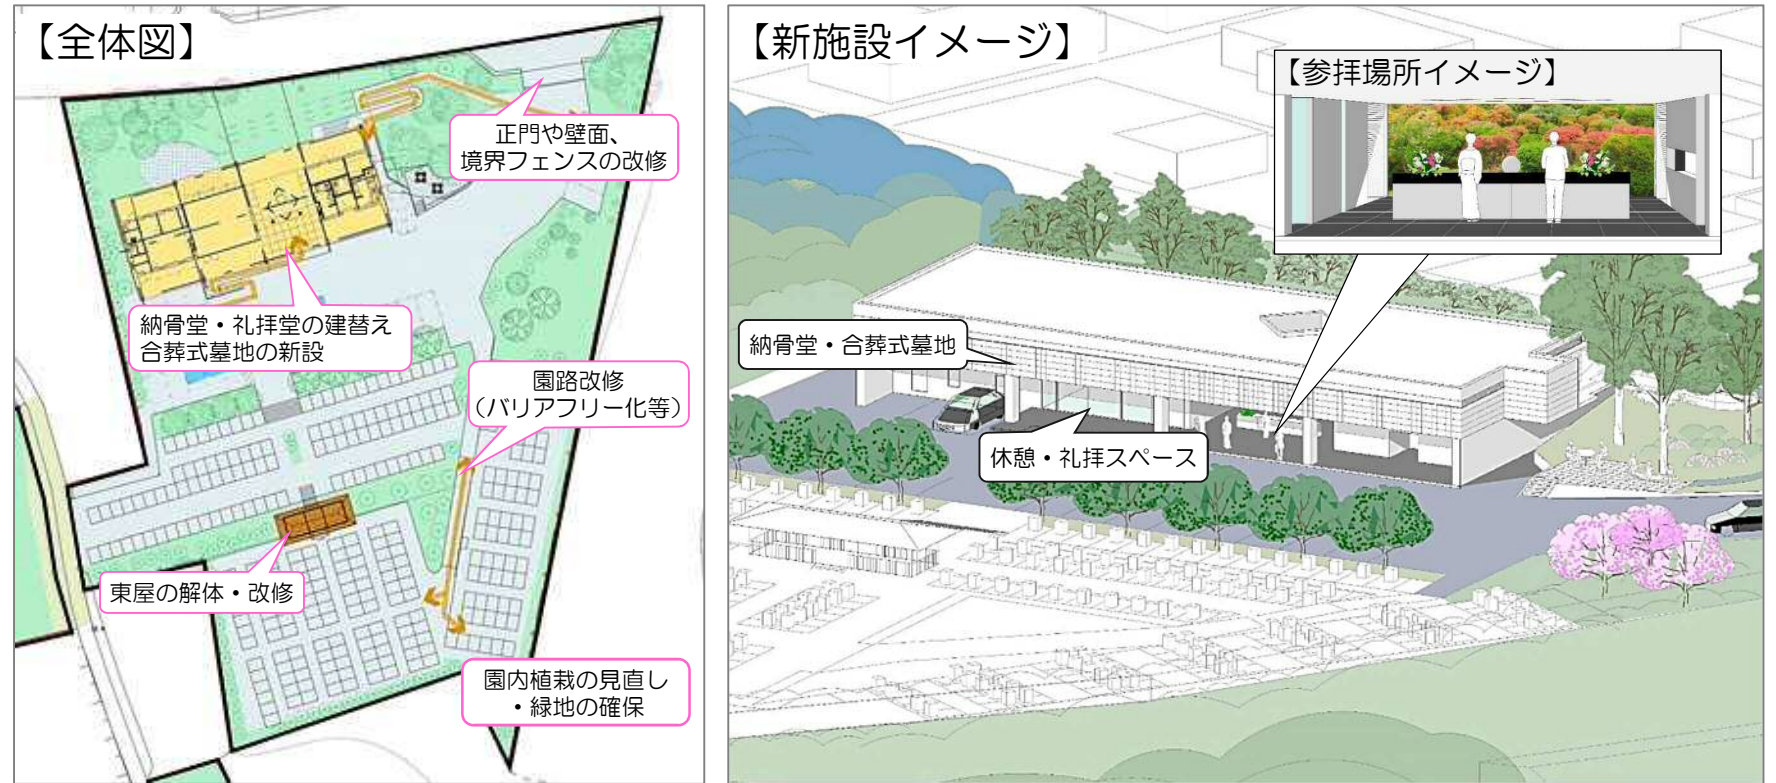 【全体図】
正門や壁面、
境界フェンスの改修
納骨堂・礼拝堂の建替え
合葬式墓地の新設
園路改修
（バリアフリー化等）
東屋の解体・改修
園内植栽の見直し
・緑地の確保
【新施設イメージ】
【参拝場所イメージ】
納骨堂・合葬式墓地
休憩・礼拝スペース